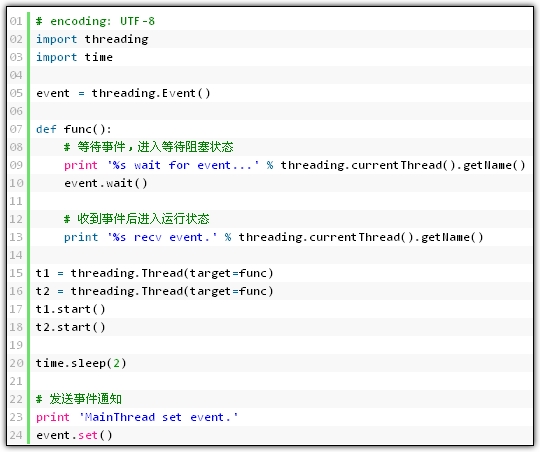 01 # encoding: UTF-8
02 import threading
03 import time
04
05 event = threading.Event()
06
07 def func():
08     # 等待事件，进入等待阻塞状态
09     print '%s wait for event...' % threading.currentThread().getName()
10     event.wait()
11
12     # 收到事件后进入运行状态
13     print '%s recv event.' % threading.currentThread().getName()
14
15 t1 = threading.Thread(target=func)
16 t2 = threading.Thread(target=func)
17 t1.start()
18 t2.start()
19
20 time.sleep(2)
21
22 # 发送事件通知
23 print 'MainThread set event.'
24 event.set()